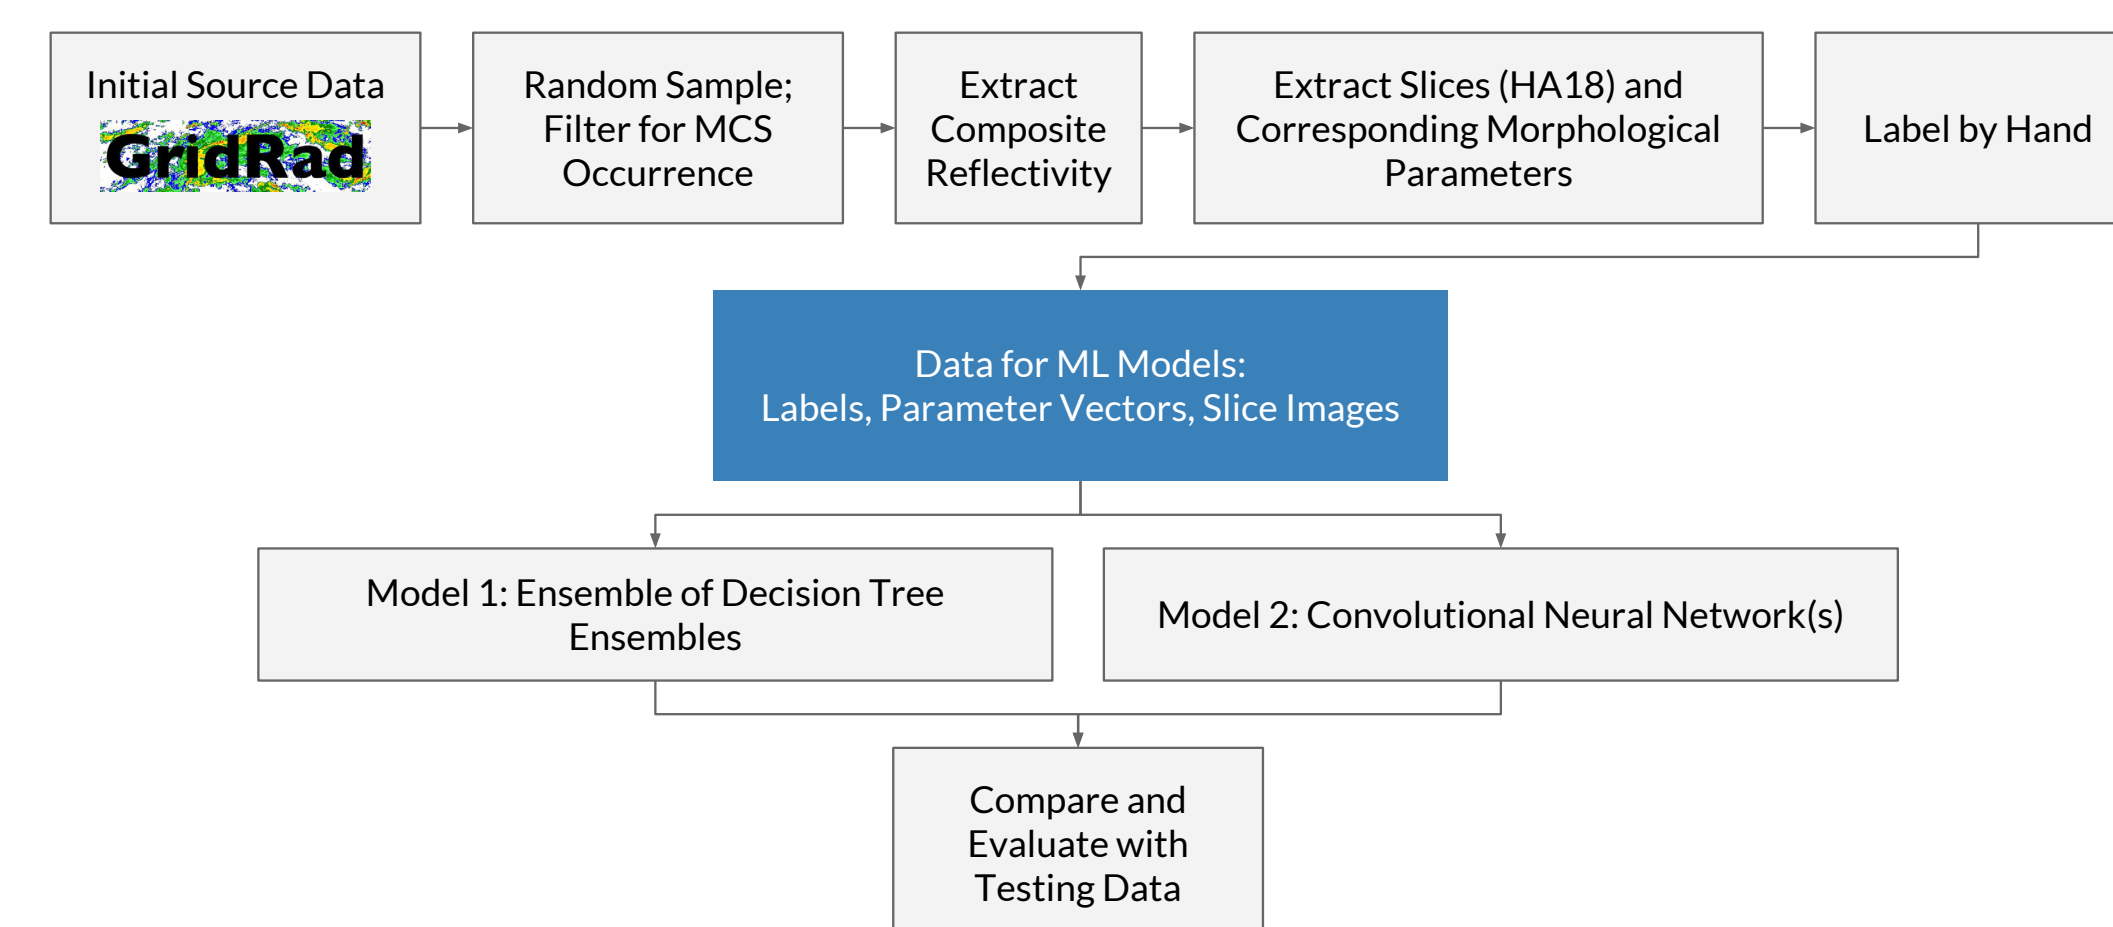 Initial Source Data
GridRad
Random Sample;
Filter for MCS
Occurrence
Extract
Composite
Reflectivity
Extract Slices (HA18) and
Corresponding Morphological
Parameters
Label by Hand
Data for ML Models:
Labels, Parameter Vectors, Slice Images
Model 1: Ensemble of Decision Tree
Ensembles
Model 2: Convolutional Neural Network(s)
Compare and
Evaluate with
Testing Data